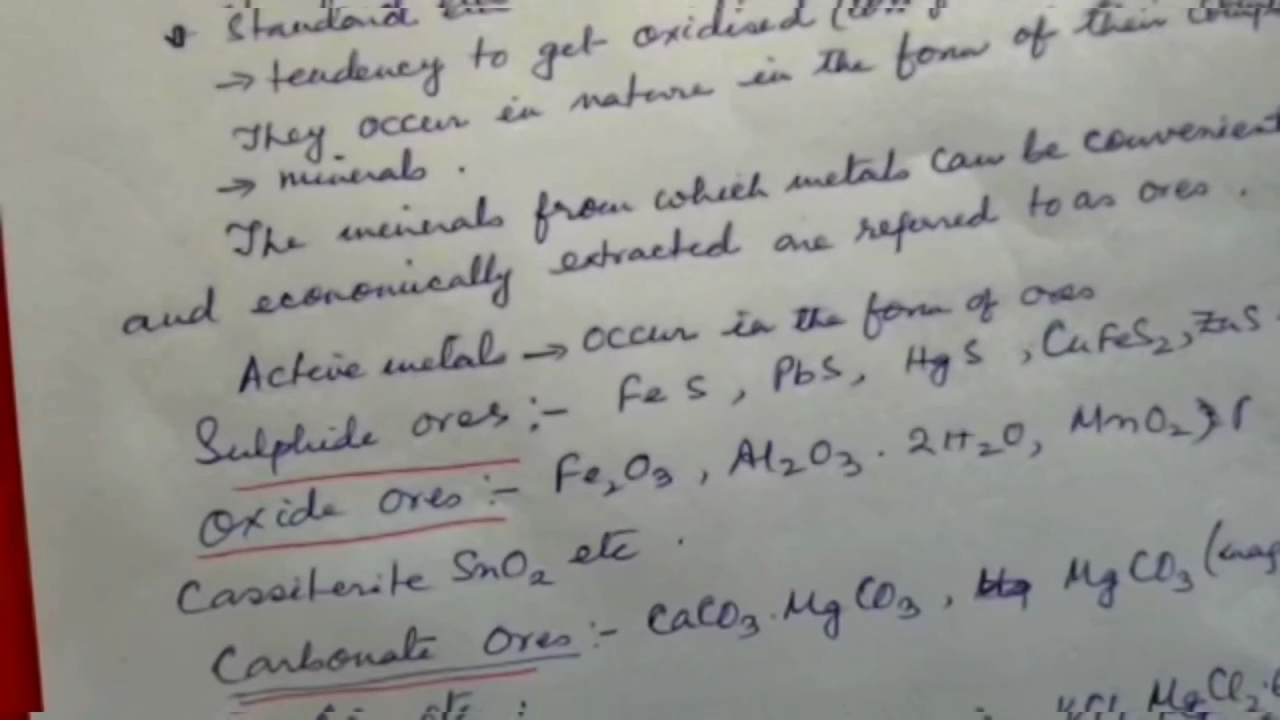 Standard
→ tendency to get oxidised
They occur in nature in the form of their
→ minerals.
The minerals from which metals can be
and economically extracted are referred to as ores.
Active metals → occur in the form of ores
Sulphide ores :- FeS, PbS, HgS, CuFeS₂, ZnS
Oxide ores :- Fe₂O₃, Al₂O₃.2H₂O, MnO₂
Cassiterite SnO₂ etc.
Carbonate Ores :- CaCO₃.MgCO₃, MgCO₃
KCl, MgCl₂.